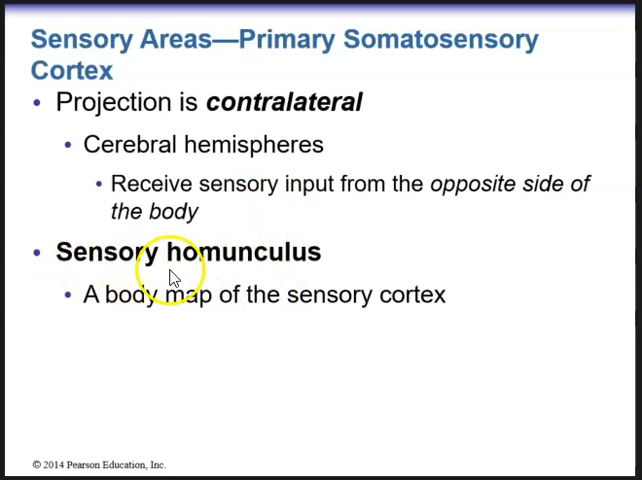 Sensory Areas—Primary Somatosensory
Cortex
• Projection is contralateral
• Cerebral hemispheres
• Receive sensory input from the opposite side of
the body
• Sensory homunculus
• A body map of the sensory cortex
© 2014 Pearson Education, Inc.